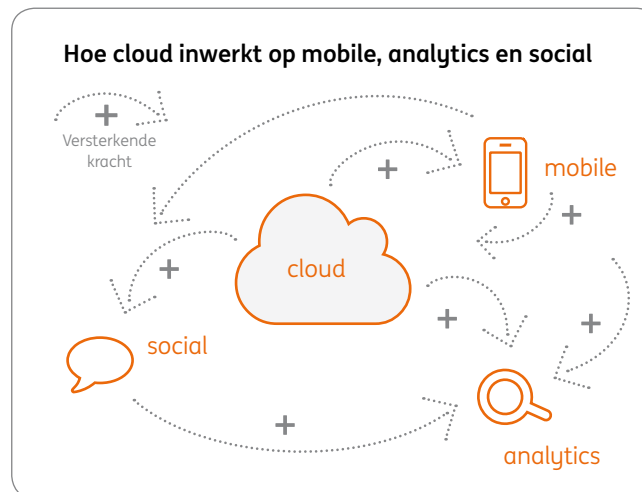 Hoe cloud inwerkt op mobile, analytics en social
+
Versterkende
kracht
+
mobile
+
+
cloud
+
+
social
+
analytics